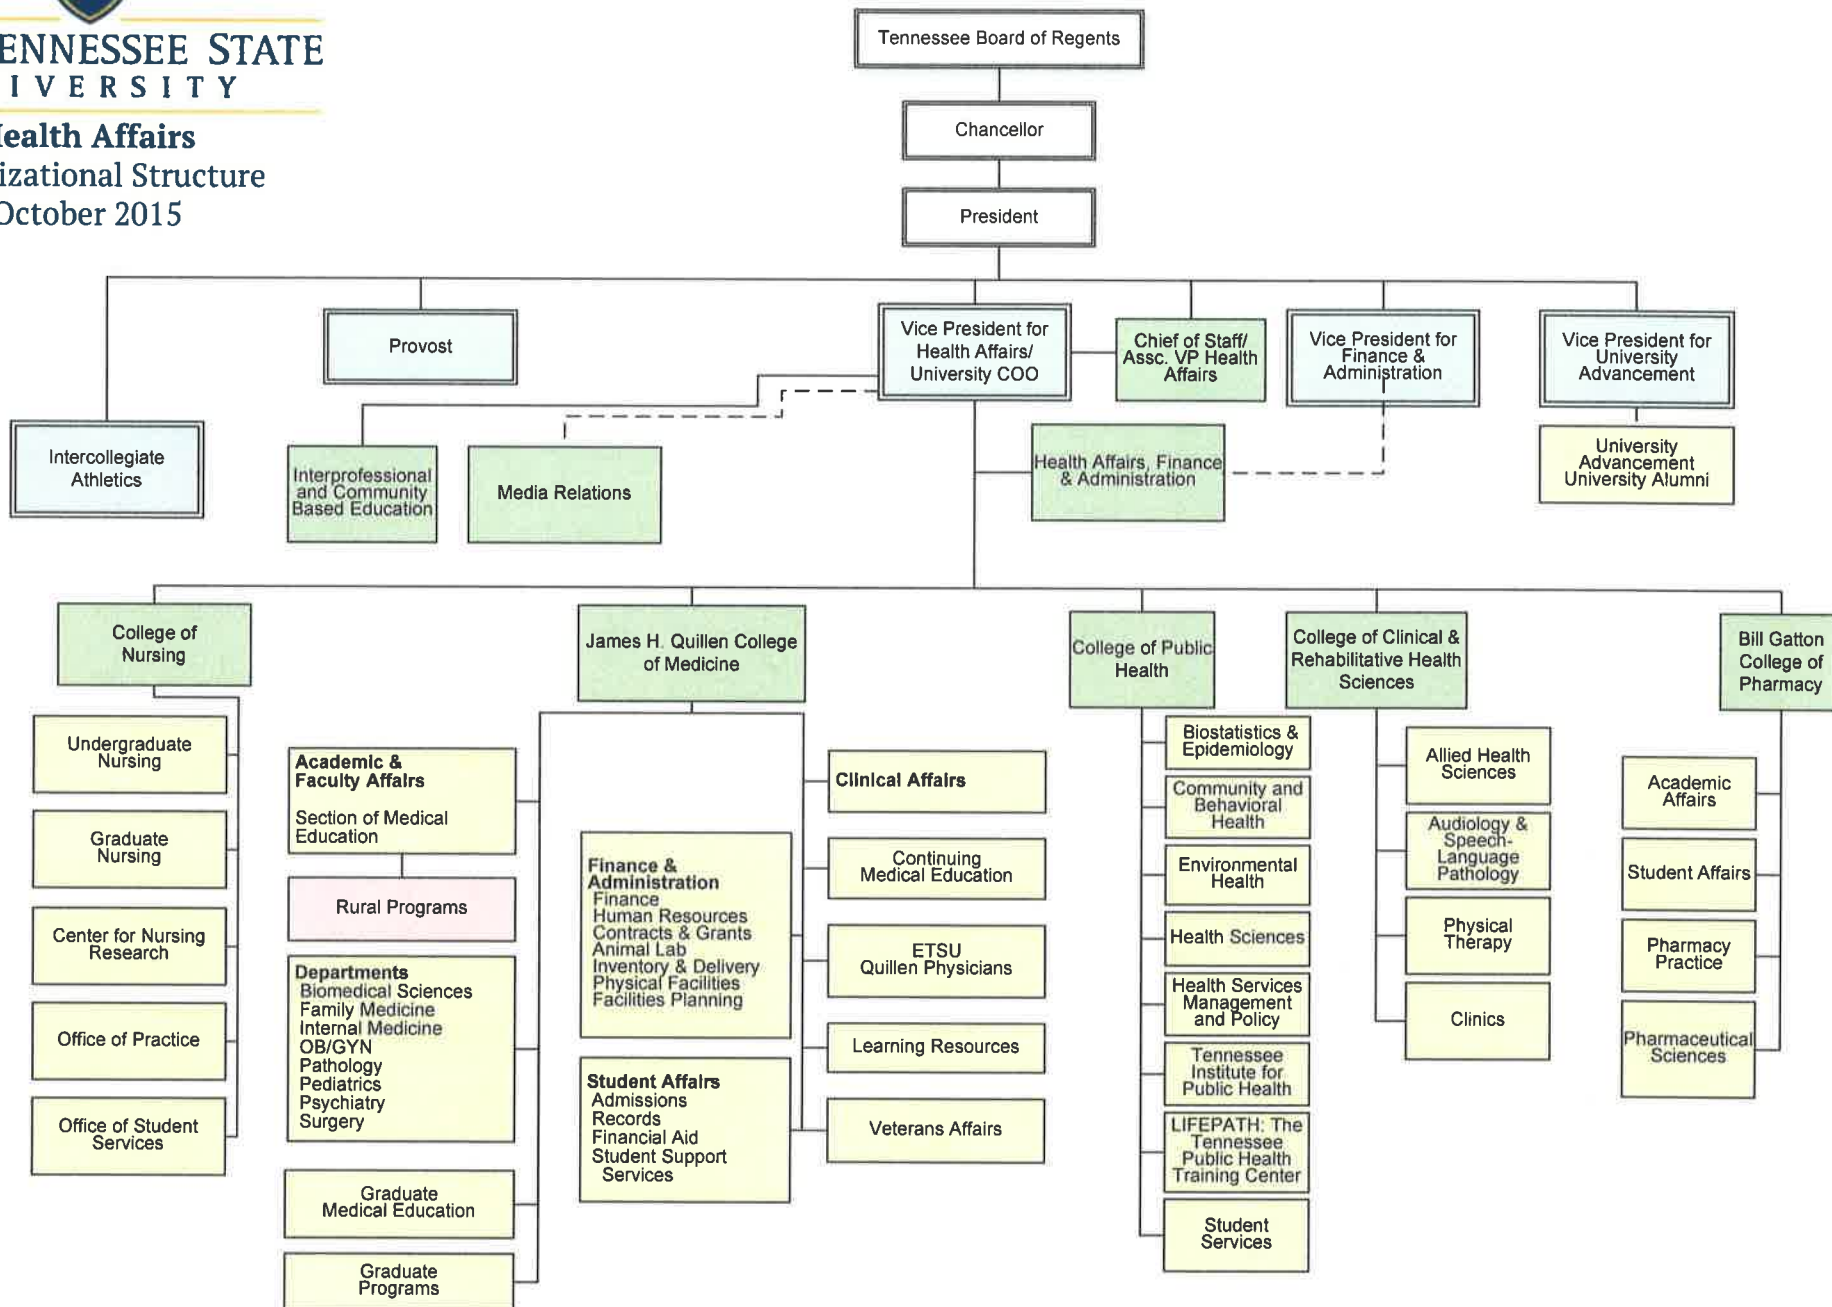 ENNESSEE STATE
IVERSITY
Health Affairs
izational Structure
October 2015
Tennessee Board of Regents
Chancellor
President
Provost
Vice President for
Health Affairs/
University COO
Chief of Staff/
Assc. VP Health
Affairs
Vice President for
Finance &
Administration
Vice President for
University
Advancement
Intercollegiate
Athletics
Interprofessional
and Community
Based Education
Media Relations
Health Affairs, Finance
& Administration
University
Advancement
University Alumni
College of
Nursing
James H. Quillen College
of Medicine
College of Public
Health
College of Clinical &
Rehabilitative Health
Sciences
Bill Gatton
College of
Pharmacy
Undergraduate
Nursing
Graduate
Nursing
Center for Nursing
Research
Office of Practice
Office of Student
Services
Academic &
Faculty Affairs
Section of Medical
Education
Rural Programs
Departments
Biomedical Sciences
Family Medicine
Internal Medicine
OB/GYN
Pathology
Pediatrics
Psychiatry
Surgery
Graduate
Medical Education
Graduate
Programs
Finance &
Administration
Finance
Human Resources
Contracts & Grants
Animal Lab
Inventory & Delivery
Physical Facilities
Facilities Planning
Student Affairs
Admissions
Records
Financial Aid
Student Support
Services
Clinical Affairs
Continuing
Medical Education
ETSU
Quillen Physicians
Learning Resources
Veterans Affairs
Biostatistics &
Epidemiology
Community and
Behavioral
Health
Environmental
Health
Health Sciences
Health Services
Management
and Policy
Tennessee
Institute for
Public Health
LIFEPATH: The
Tennessee
Public Health
Training Center
Student
Services
Allied Health
Sciences
Audiology &
Speech-
Language
Pathology
Physical
Therapy
Clinics
Academic
Affairs
Student Affairs
Pharmacy
Practice
Pharmaceutical
Sciences